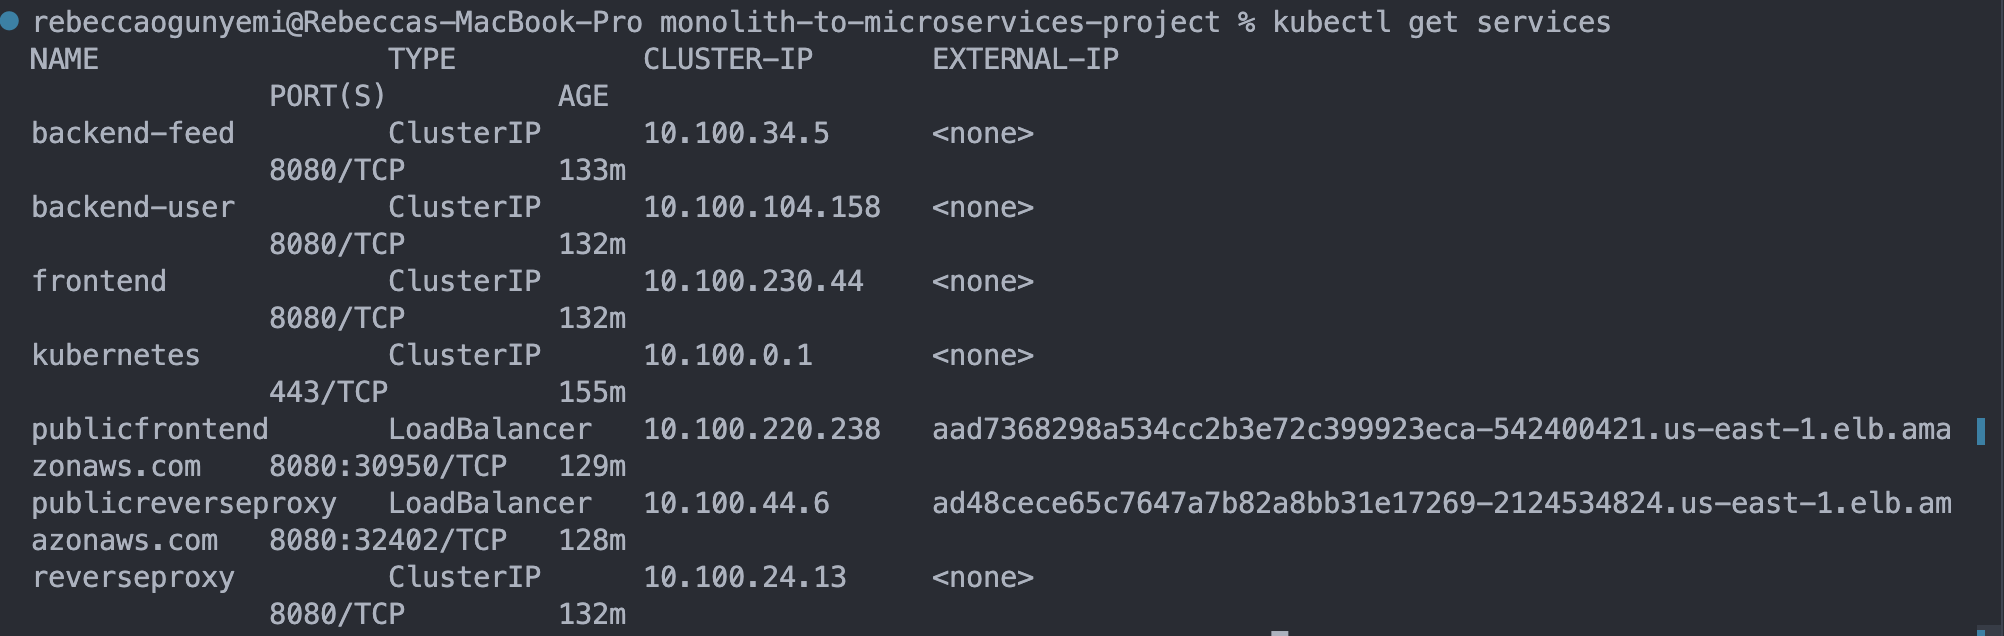 rebeccaogunyemi@Rebeccas-MacBook-Pro monolith-to-microservices-project % kubectl get services
NAME                 TYPE           CLUSTER-IP       EXTERNAL-IP
              PORT(S)          AGE
backend-feed         ClusterIP      10.100.34.5      <none>
              8080/TCP         133m
backend-user         ClusterIP      10.100.104.158   <none>
              8080/TCP         132m
frontend             ClusterIP      10.100.230.44    <none>
              8080/TCP         132m
kubernetes           ClusterIP      10.100.0.1       <none>
              443/TCP          155m
publicfrontend       LoadBalancer   10.100.220.238   aad7368298a534cc2b3e72c399923eca-542400421.us-east-1.elb.ama
zonaws.com    8080:30950/TCP   129m
publicreverseproxy   LoadBalancer   10.100.44.6      ad48cece65c7647a7b82a8bb31e17269-2124534824.us-east-1.elb.am
azonaws.com   8080:32402/TCP   128m
reverseproxy         ClusterIP      10.100.24.13     <none>
              8080/TCP         132m